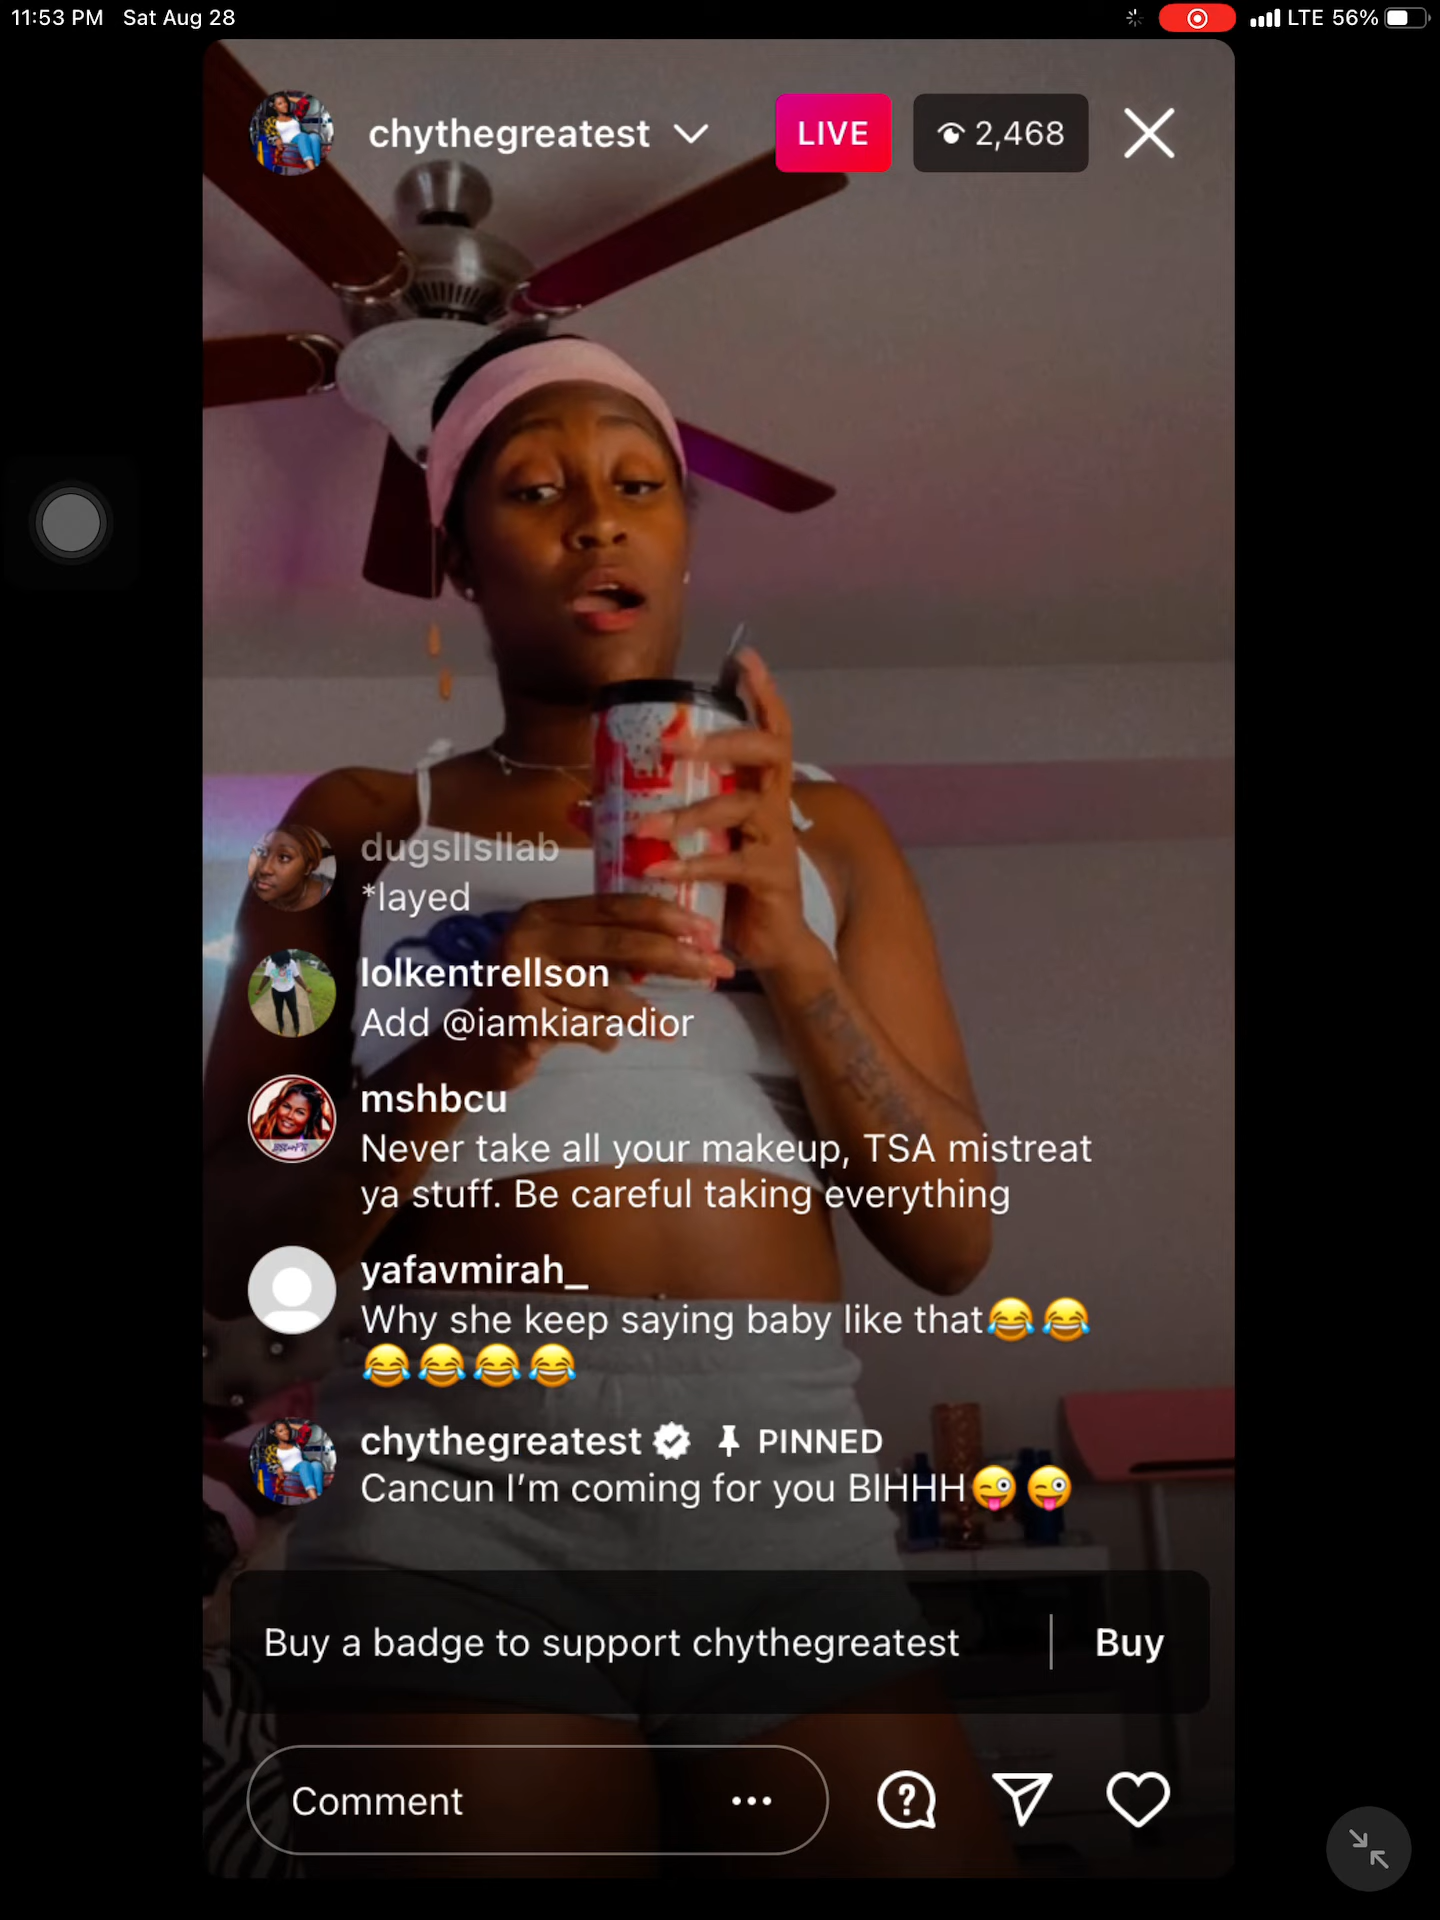 11:53 PM Sat Aug 28
LTE 56%
chythegreatest
LIVE
2,468
dugsllsllab
*layed
lolkentrellson
Add @iamkiaradior
mshbcu
Never take all your makeup, TSA mistreat
ya stuff. Be careful taking everything
yafavmirah_
Why she keep saying baby like that😂😂
😂😂😂😂
chythegreatest PINNED
Cancun I’m coming for you BIHHH😜😜
Buy a badge to support chythegreatest | Buy
Comment ...